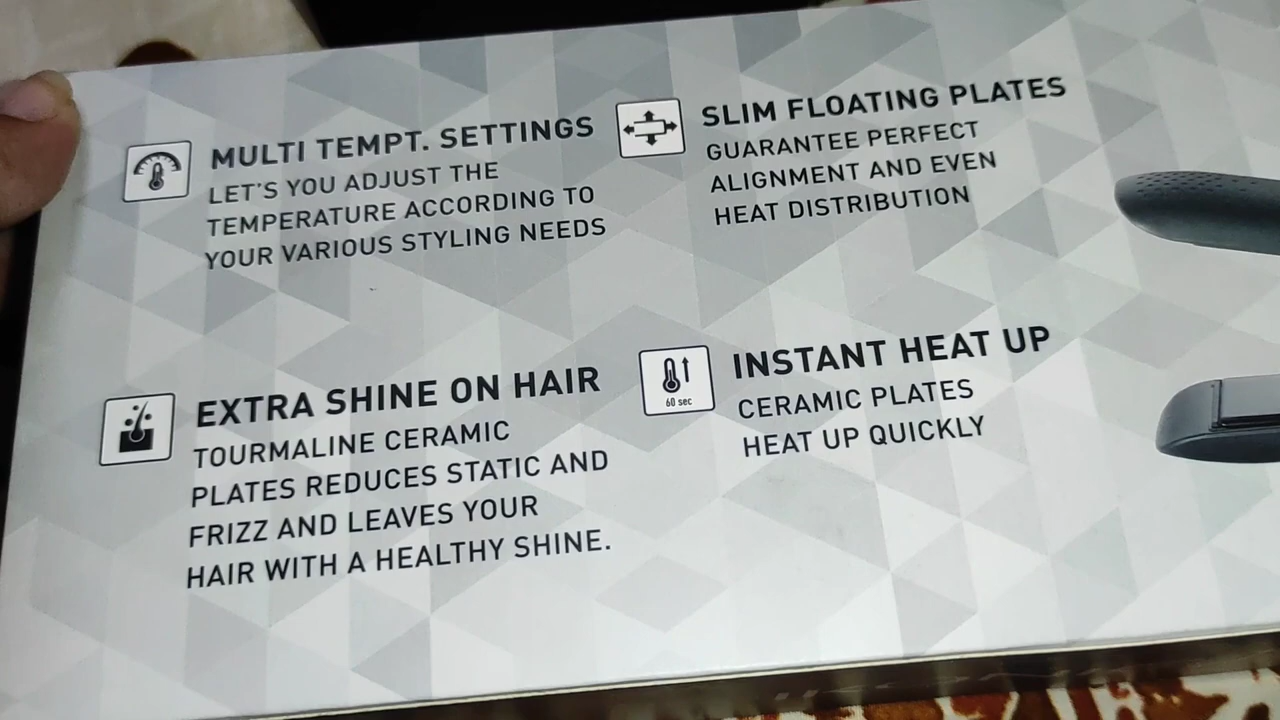 MULTI TEMPT. SETTINGS
LET'S YOU ADJUST THE
TEMPERATURE ACCORDING TO
YOUR VARIOUS STYLING NEEDS
SLIM FLOATING PLATES
GUARANTEE PERFECT
ALIGNMENT AND EVEN
HEAT DISTRIBUTION
EXTRA SHINE ON HAIR
TOURMALINE CERAMIC
PLATES REDUCES STATIC AND
FRIZZ AND LEAVES YOUR
HAIR WITH A HEALTHY SHINE.
60 sec
INSTANT HEAT UP
CERAMIC PLATES
HEAT UP QUICKLY